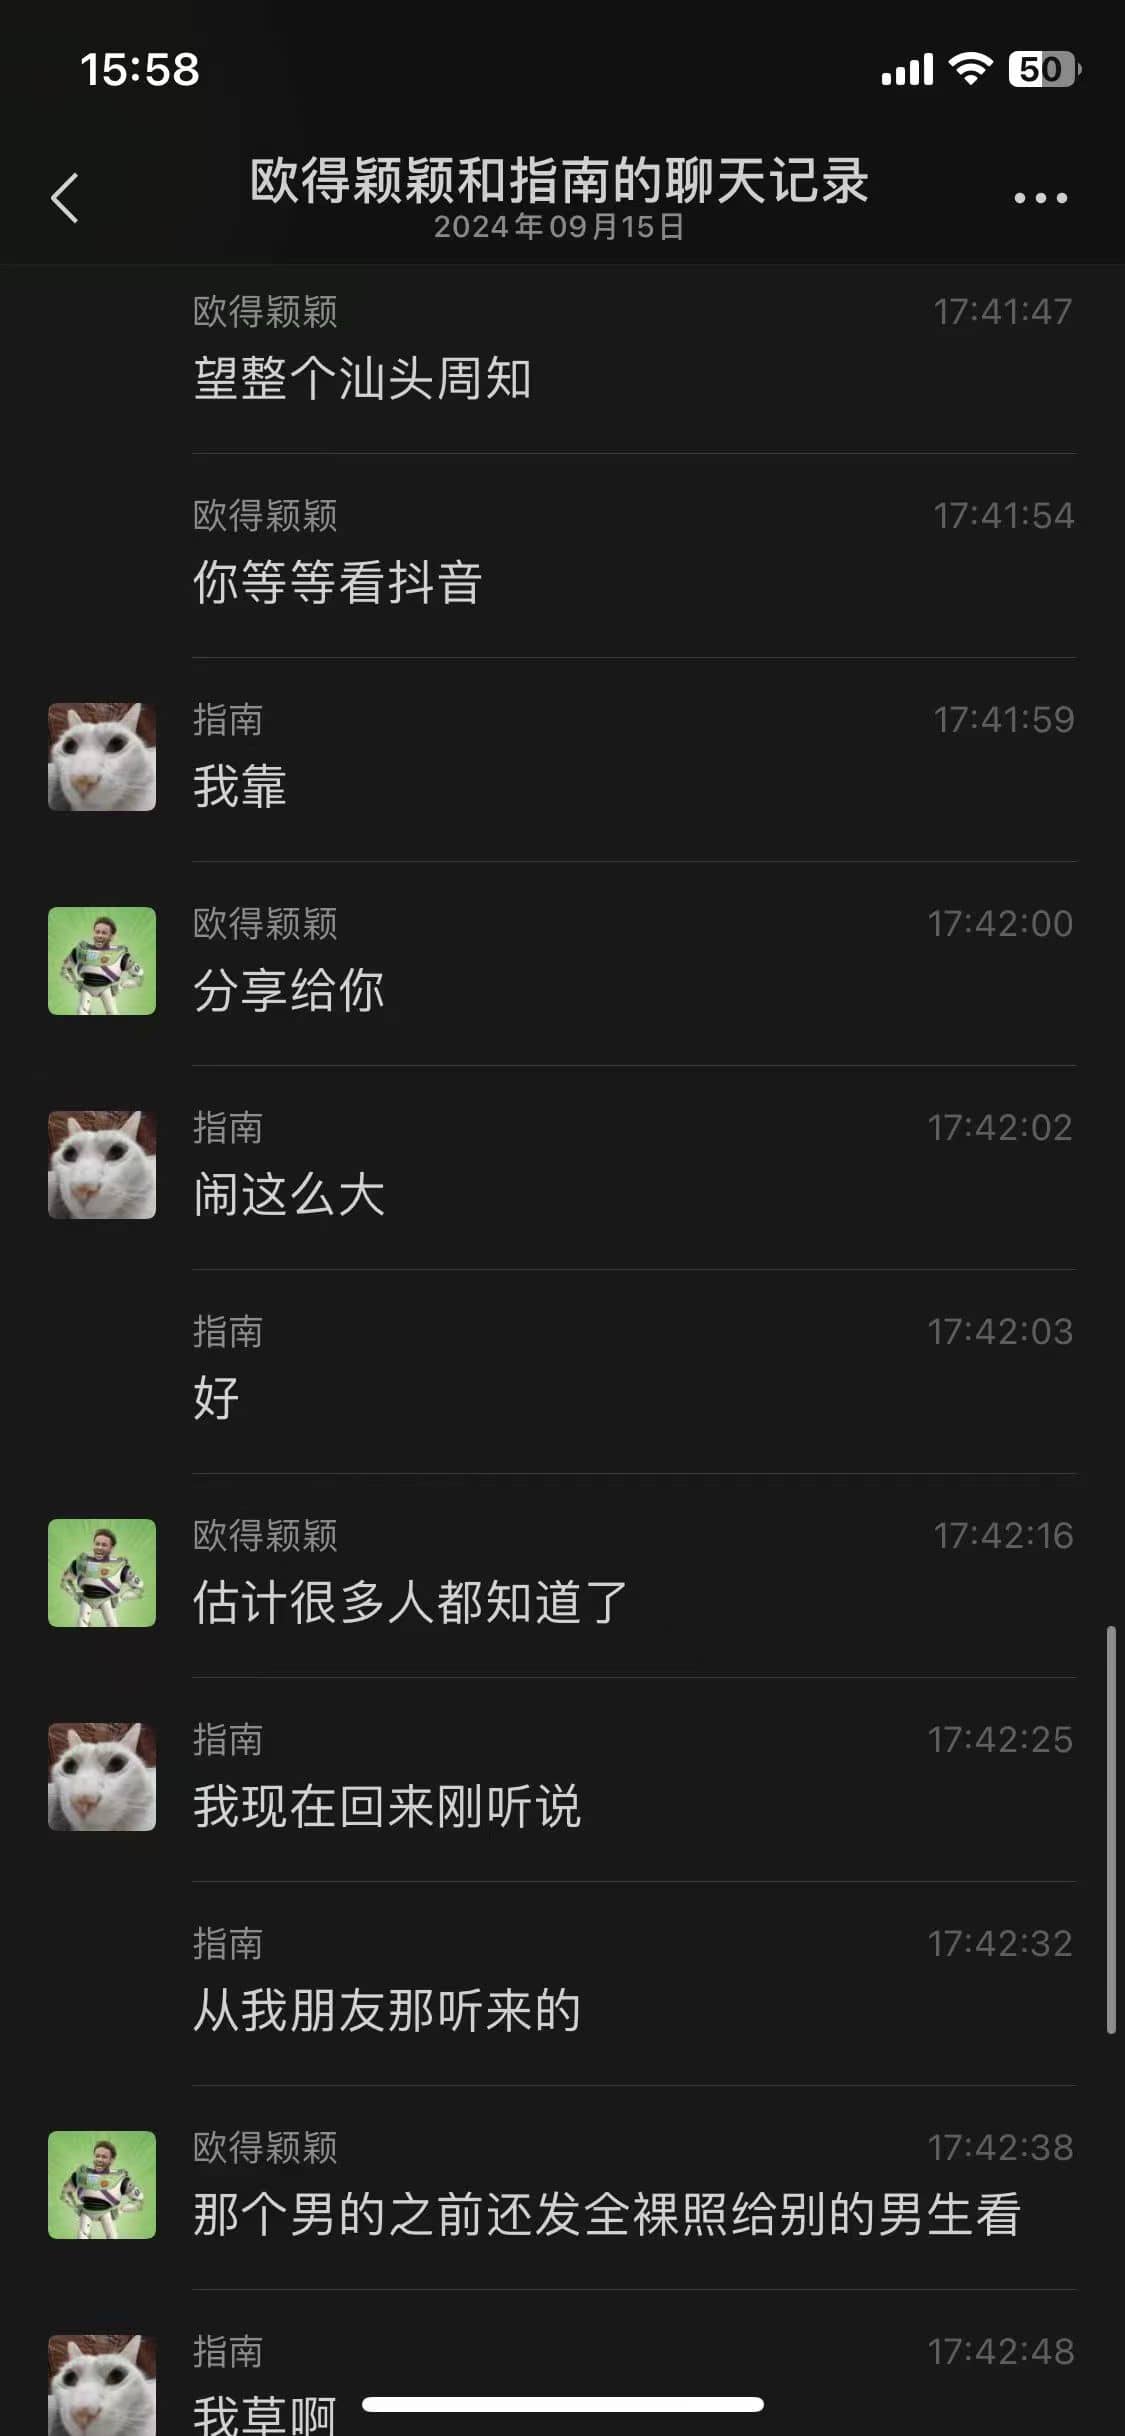 15:58
50
欧得颖颖和指南的聊天记录
2024年09月15日
欧得颖颖 17:41:47
望整个汕头周知
欧得颖颖 17:41:54
你等等看抖音
指南 17:41:59
我靠
欧得颖颖 17:42:00
分享给你
指南 17:42:02
闹这么大
指南 17:42:03
好
欧得颖颖 17:42:16
估计很多人都知道了
指南 17:42:25
我现在回来刚听说
指南 17:42:32
从我朋友那听来的
欧得颖颖 17:42:38
那个男的之前还发全裸照给别的男生看
指南 17:42:48
我草啊